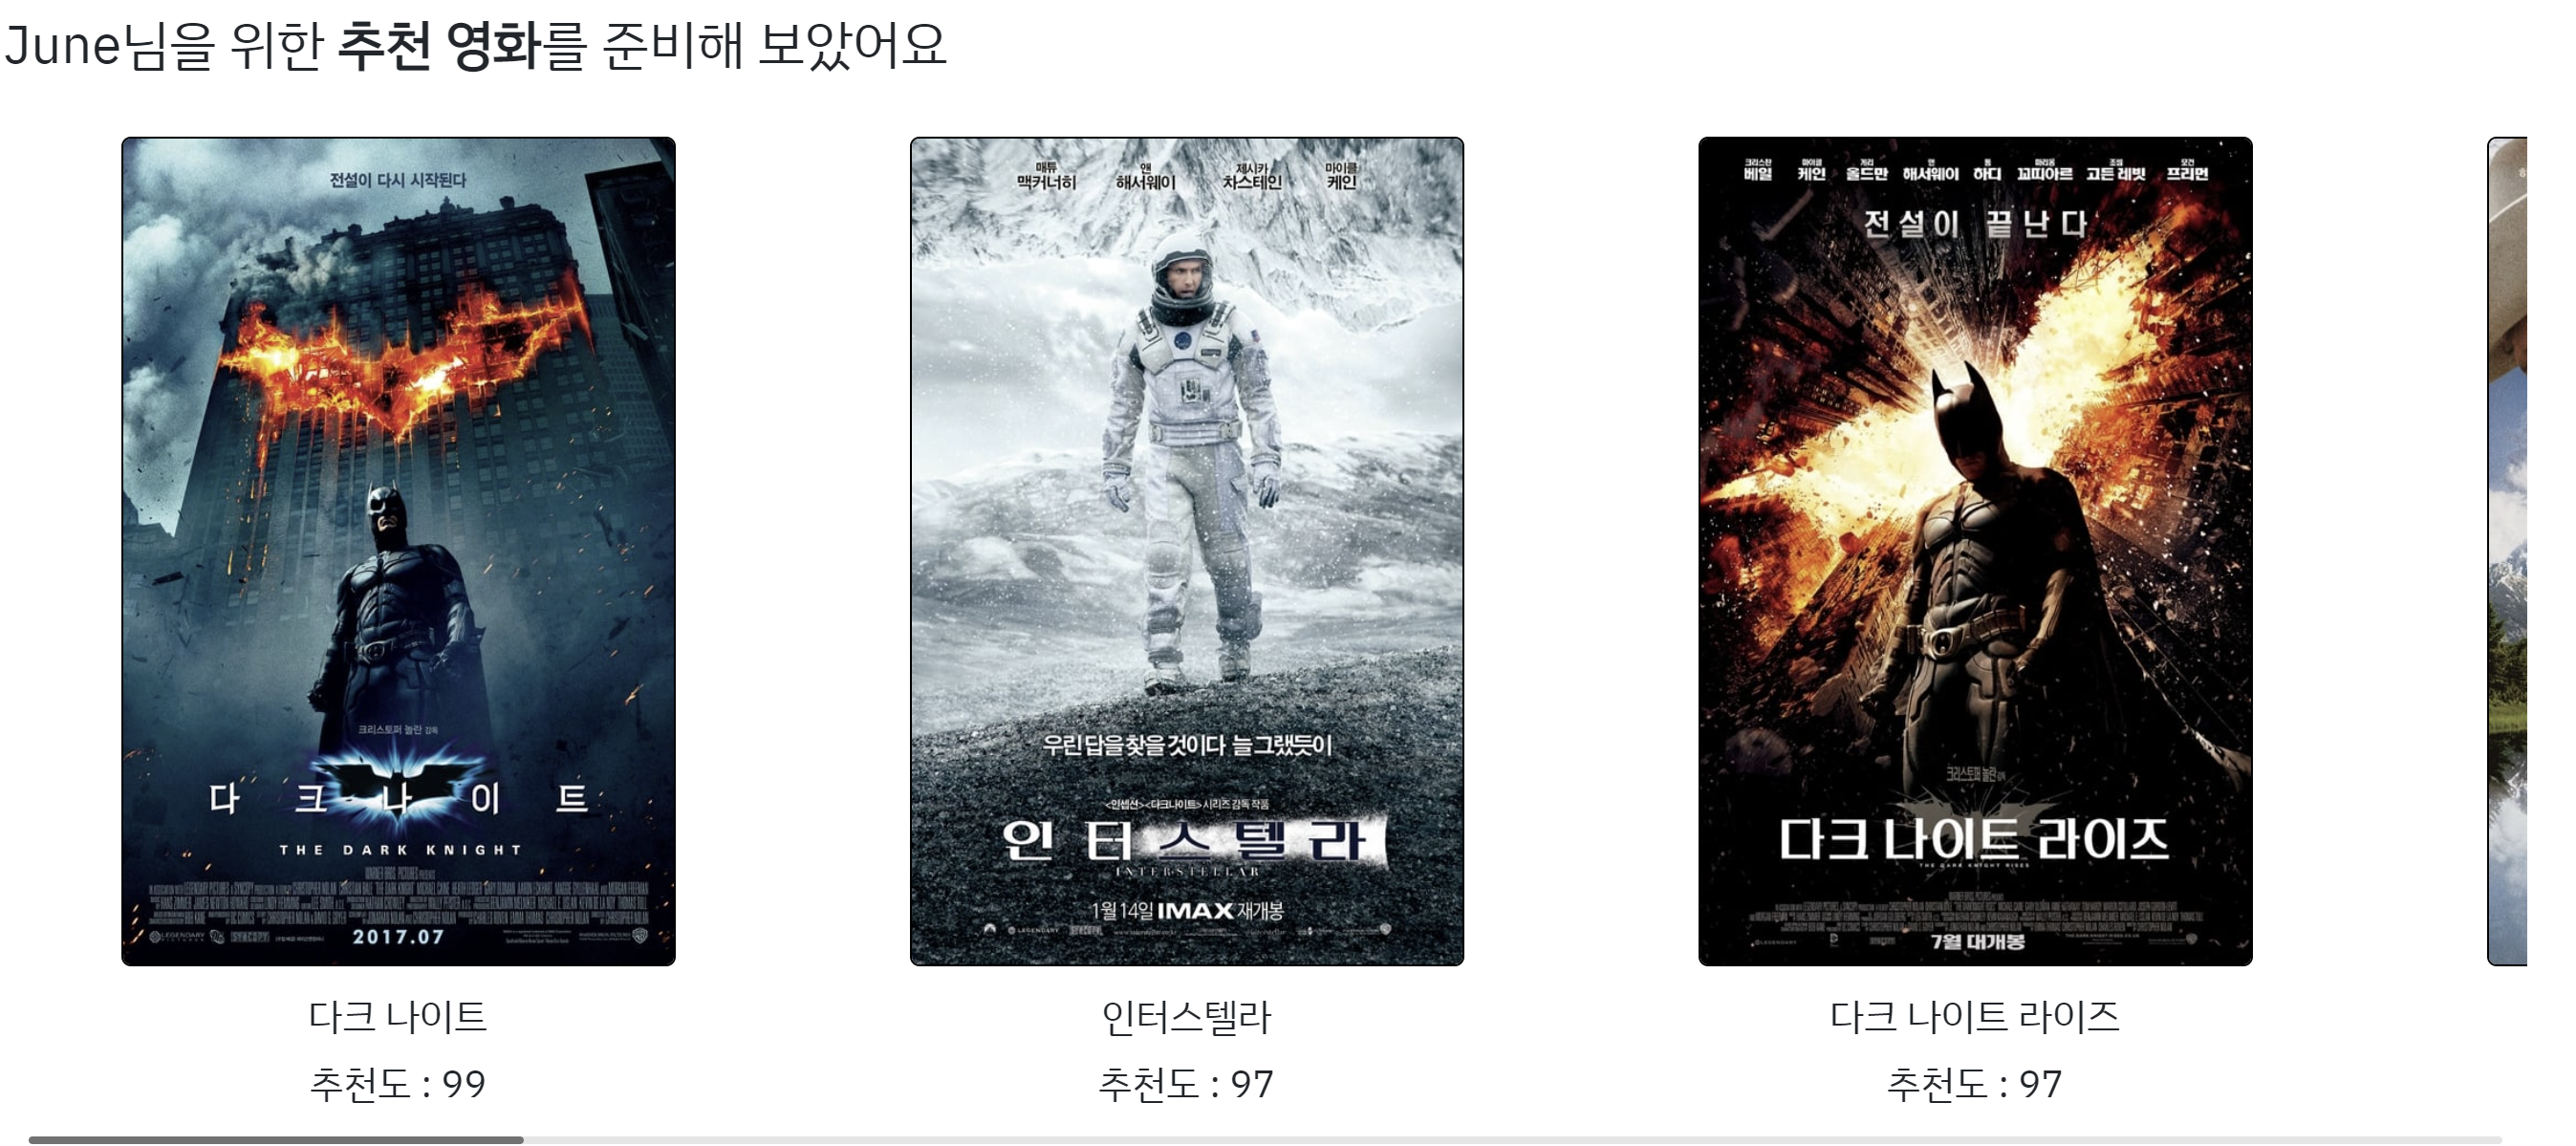 June님을 위한 추천 영화를 준비해 보았어요
전설이 다시 시작된다
크리스토퍼 놀란 감독
다 크 나 이 트
THE DARK KNIGHT
WARNER BROS. PICTURES PRESENTS
LEGENDARY
SYNCOPY
2017.07
다크 나이트
추천도 : 99
매튜 앤 제시카 마이클
맥커너히 해서웨이 차스테인 케인
우린 답을 찾을 것이다 늘 그랬듯이
<인셉션><다크나이트> 시리즈 감독 작품
인터스텔라
INTERSTELLAR
1월 14일 IMAX 재개봉
LEGENDARY
SYNCOPY
인터스텔라
추천도 : 97
크리스찬 마이클 게리 앤 톰 마리옹 조셉 모건
베일 케인 올드만 해서웨이 하디 꼬띠아르 고든 레빗 프리먼
전설이 끝난다
크리스토퍼 놀란 감독
다크 나이트 라이즈
THE DARK KNIGHT RISES
7월 대개봉
다크 나이트 라이즈
추천도 : 97